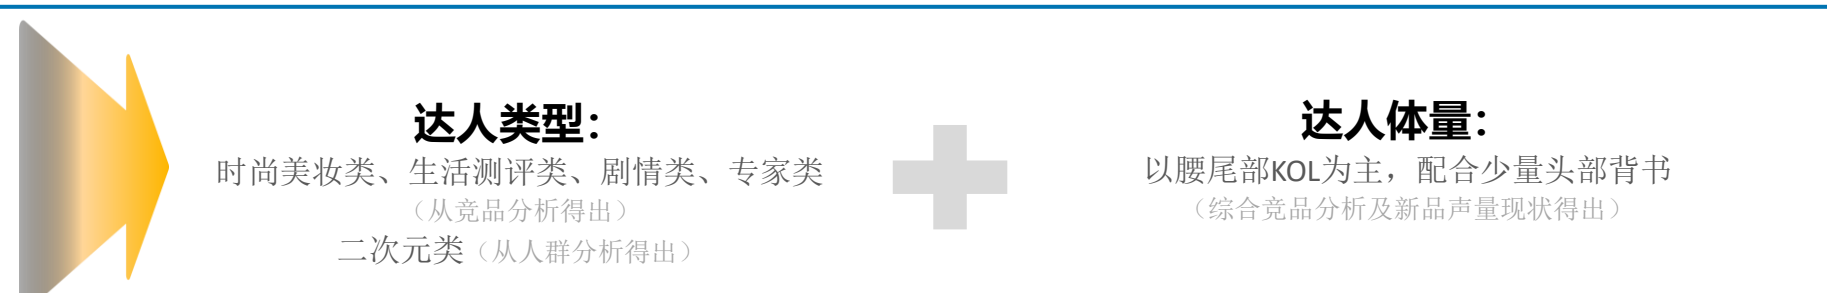 达人类型：
时尚美妆类、生活测评类、剧情类、专家类
（从竞品分析得出）
二次元类（从人群分析得出）
达人体量：
以腰尾部KOL为主，配合少量头部背书
（综合竞品分析及新品声量现状得出）